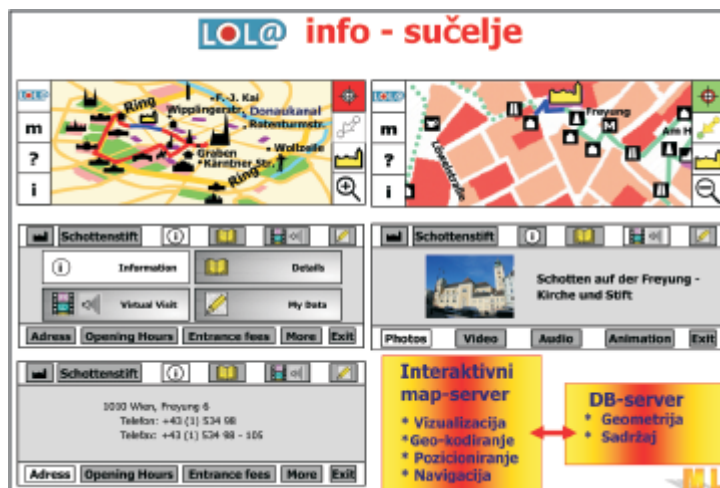 LOL@ info - sučelje
LOL@
m
?
i
Ring
F.-J. Kai
Wipplingerstr.
Donaukanal
Rotenturmstr.
Wollzeile
Graben
Kärntner Str.
Ring
LOL@
m
?
i
Freyung
M
Am H
Löwelstraße
Schottenstift
i
Information
Details
Virtual Visit
My Data
Adress Opening Hours Entrance fees More Exit
Schottenstift
i
Schotten auf der Freyung -
Kirche und Stift
Photos Video Audio Animation Exit
Schottenstift
i
1010 Wien, Freyung 6
Telefon: +43 (1) 534 98
Telefax: +43 (1) 534 98 - 105
Adress Opening Hours Entrance fees More Exit
Interaktivni
map-server
* Vizualizacija
*Geo-kodiranje
* Pozicioniranje
* Navigacija
DB-server
* Geometrija
* Sadržaj